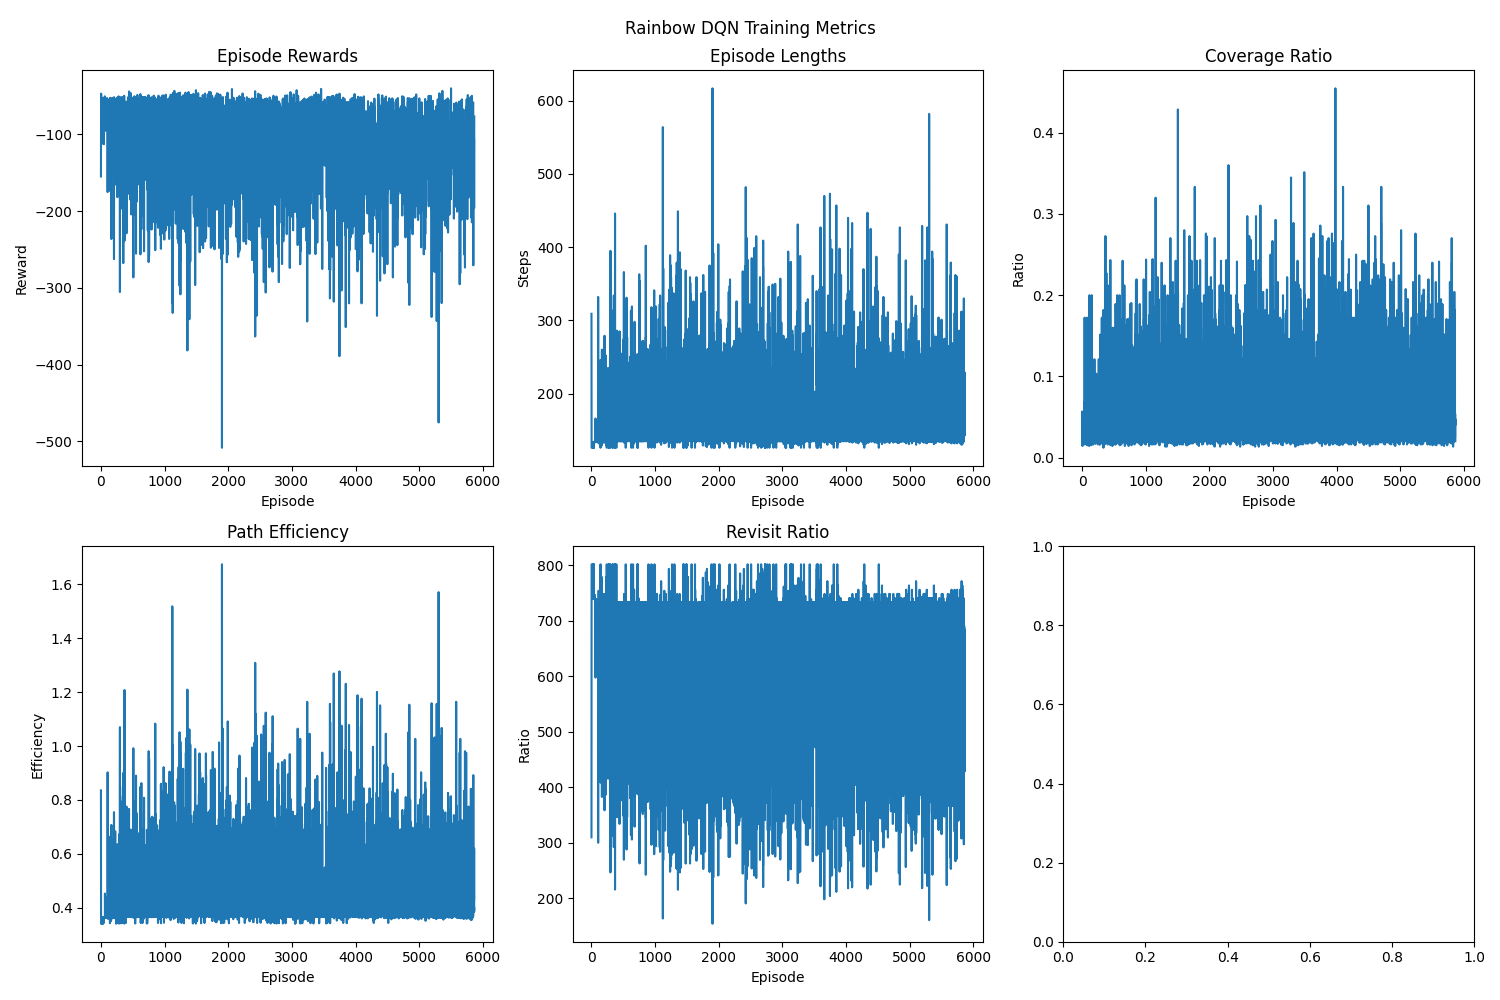 Rainbow DQN Training Metrics
Episode Rewards
Reward
−100
−200
−300
−400
−500
0 1000 2000 3000 4000 5000 6000
Episode
Episode Lengths
Steps
600
500
400
300
200
0 1000 2000 3000 4000 5000 6000
Episode
Coverage Ratio
Ratio
0.4
0.3
0.2
0.1
0.0
0 1000 2000 3000 4000 5000 6000
Episode
Path Efficiency
Efficiency
1.6
1.4
1.2
1.0
0.8
0.6
0.4
0 1000 2000 3000 4000 5000 6000
Episode
Revisit Ratio
Ratio
800
700
600
500
400
300
200
0 1000 2000 3000 4000 5000 6000
Episode
1.0
0.8
0.6
0.4
0.2
0.0
0.0 0.2 0.4 0.6 0.8 1.0